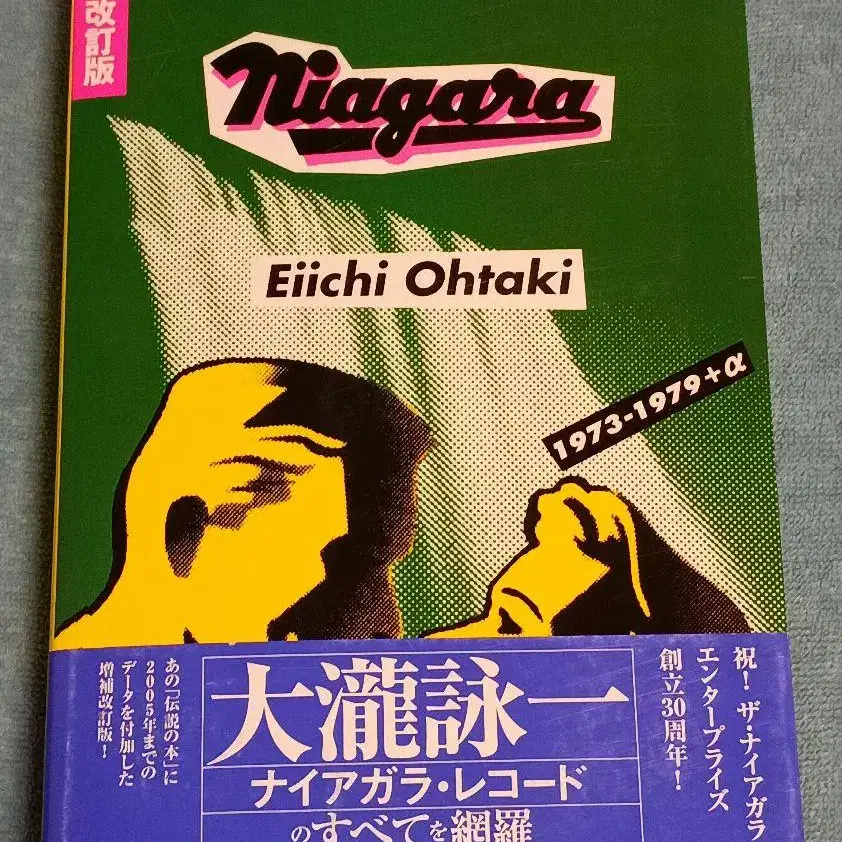 改訂版
Niagara
Eiichi Ohtaki
1973-1979+α
祝！ザ・ナイアガラ
エンタープライズ
創立30周年！
大瀧詠一
ナイアガラ・レコード
のすべてを網羅
あの「伝説の本」に
2005年までの
データを付加した
増補改訂版！